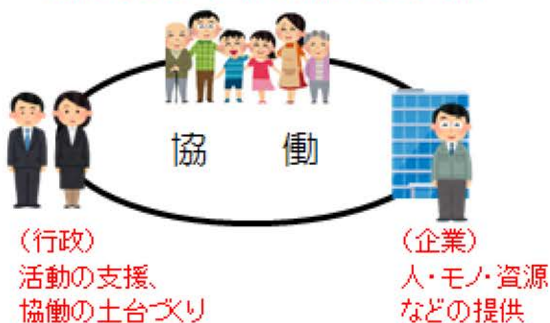 協 働
（行政）
活動の支援、
協働の土台づくり
（企業）
人・モノ・資源
などの提供